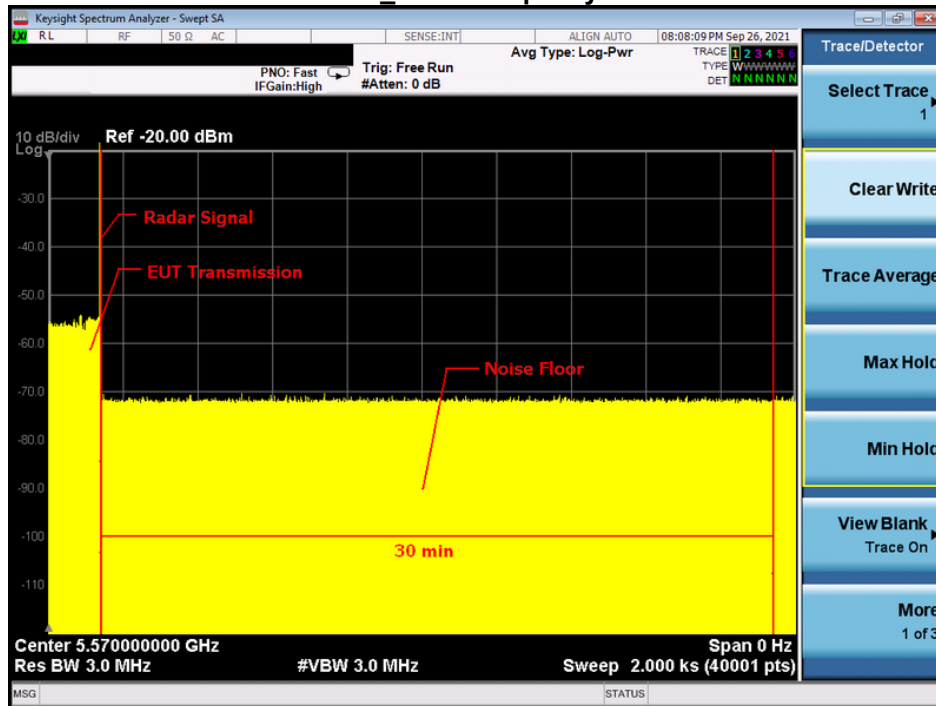 Keysight Spectrum Analyzer - Swept SA
LXI RL RF 50 Ω AC SENSE:INT ALIGN AUTO 08:08:09 PM Sep 26, 2021
Avg Type: Log-Pwr TRACE 1 2 3 4 5 6
PNO: Fast Trig: Free Run TYPE WWWWWW
IFGain:High #Atten: 0 dB DET N N N N N N
Trace/Detector
Select Trace
1
Clear Write
Trace Average
Max Hold
Min Hold
View Blank
Trace On
More
1 of 3
10 dB/div Ref -20.00 dBm
Log
-30.0
Radar Signal
-40.0
EUT Transmission
-50.0
-60.0
Noise Floor
-70.0
-80.0
-90.0
-100
30 min
-110
Center 5.570000000 GHz Span 0 Hz
Res BW 3.0 MHz #VBW 3.0 MHz Sweep 2.000 ks (40001 pts)
MSG STATUS